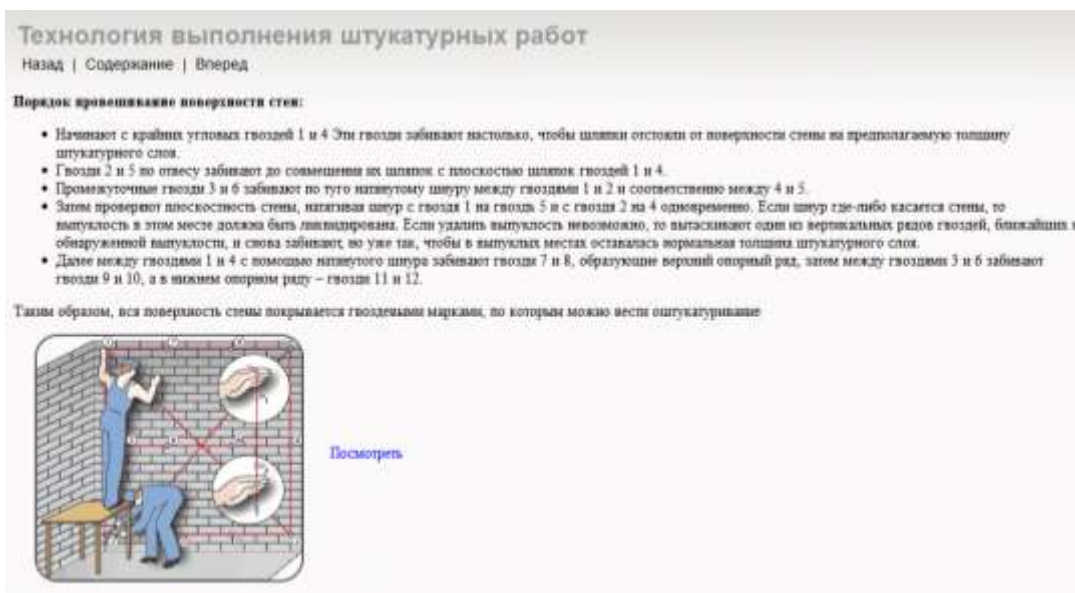 Технология выполнения штукатурных работ
Назад | Содержание | Вперед
Порядок провешивание поверхности стен:
• Начинают с крайних угловых гвоздей 1 и 4 Эти гвозди забивают настолько, чтобы шляпки отстояли от поверхности стены на предполагаемую толщину
штукатурного слоя.
• Гвозди 2 и 5 по отвесу забивают до совмещения их шляпок с плоскостью шляпок гвоздей 1 и 4.
• Промежуточные гвозди 3 и 6 забивают по туго натянутому шнуру между гвоздями 1 и 2 и соответственно между 4 и 5.
• Затем проверяют плоскостность стены, натягивая шнур с гвоздя 1 на гвоздь 5 и с гвоздя 2 на 4 одновременно. Если шнур где-либо касается стены, то
выпуклость в этом месте должна быть ликвидирована. Если удалить выпуклость невозможно, то вытаскивают один из вертикальных рядов гвоздей, ближайших к
обнаруженной выпуклости, и снова забивают, но уже так, чтобы в выпуклых местах оставалась нормальная толщина штукатурного слоя.
• Далее между гвоздями 1 и 4 с помощью натянутого шнура забивают гвозди 7 и 8, образующие верхний опорный ряд, затем между гвоздями 3 и 6 забивают
гвозди 9 и 10, а в нижнем опорном ряду – гвозди 11 и 12.
Таким образом, вся поверхность стены покрывается гвоздевыми марками, по которым можно вести оштукатуривание
Посмотреть